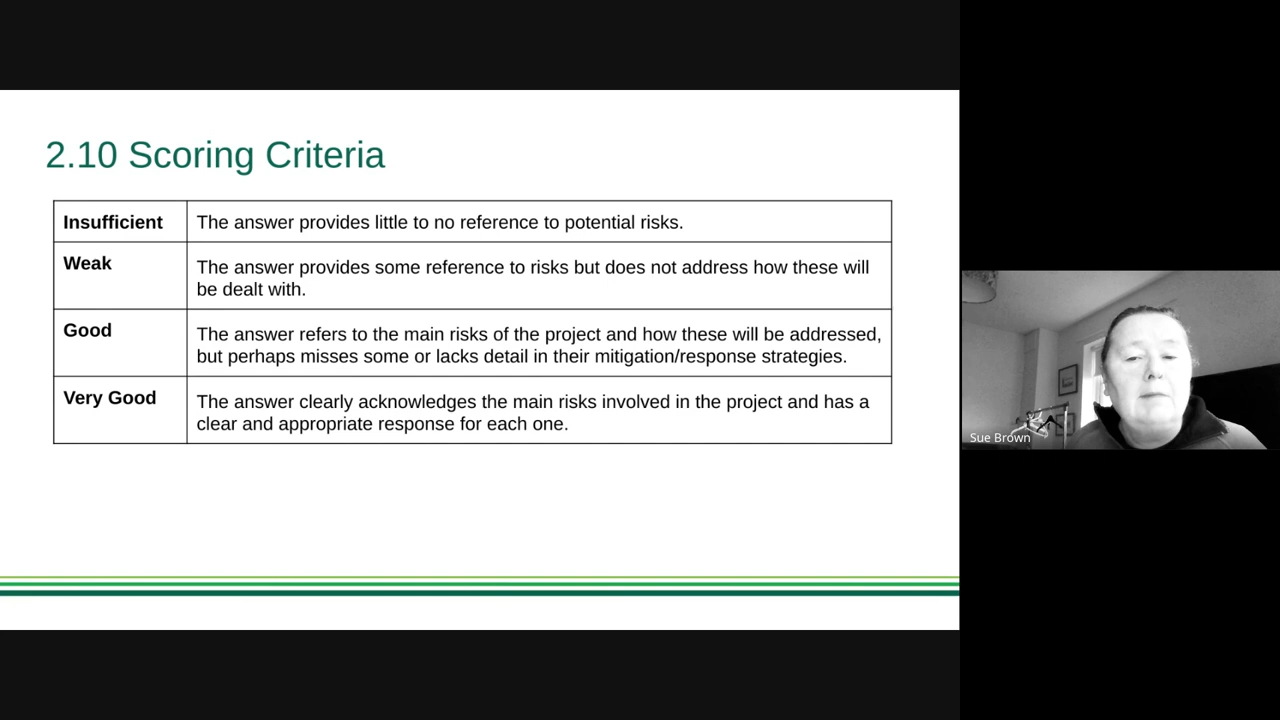 2.10 Scoring Criteria
Insufficient
The answer provides little to no reference to potential risks.
Weak
The answer provides some reference to risks but does not address how these will
be dealt with.
Good
The answer refers to the main risks of the project and how these will be addressed,
but perhaps misses some or lacks detail in their mitigation/response strategies.
Very Good
The answer clearly acknowledges the main risks involved in the project and has a
clear and appropriate response for each one.
Sue Brown